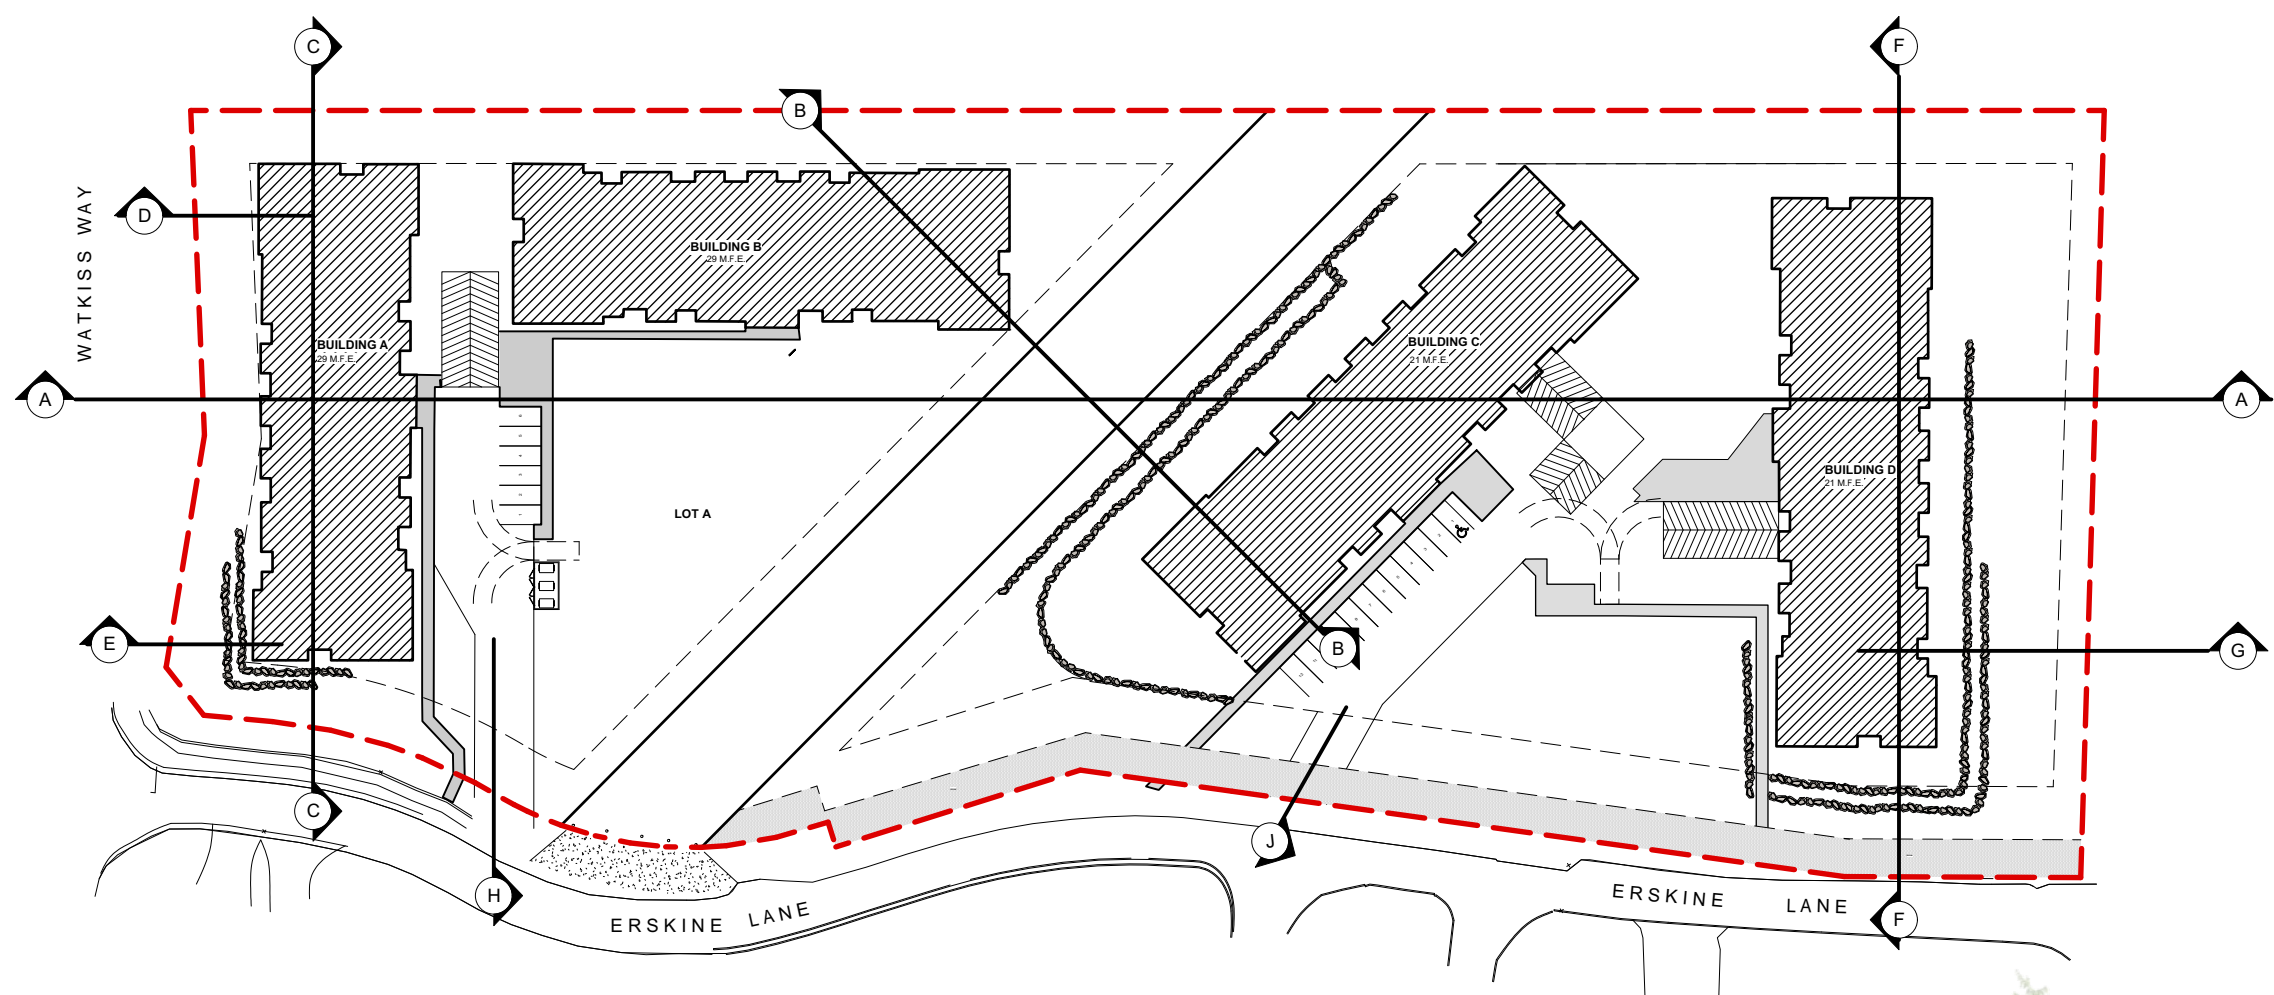 C
F
B
D
WATKISS WAY
BUILDING B
29 M.F.E.
BUILDING A
29 M.F.E.
BUILDING C
21 M.F.E.
A
A
BUILDING D
21 M.F.E.
LOT A
E
B
G
C
J
H
ERSKINE LANE
ERSKINE LANE
F